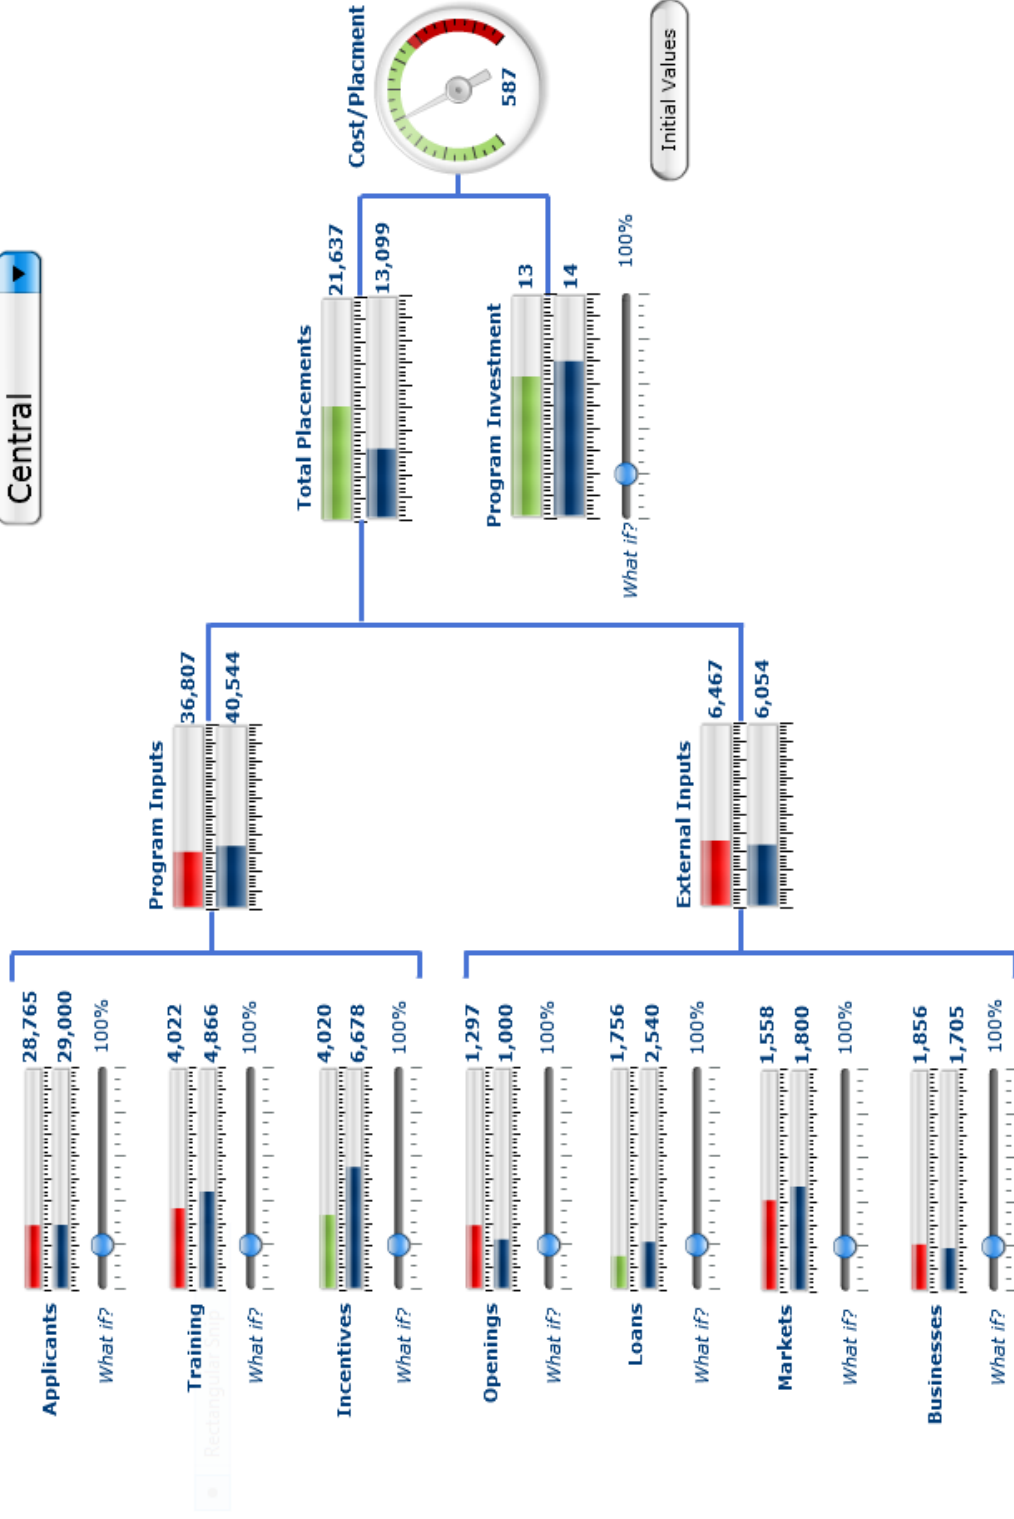 Central
Cost/Placment
587
Initial Values
Total Placements
21,637
13,099
Program Investment
13
14
What if?
100%
Program Inputs
36,807
40,544
External Inputs
6,467
6,054
Applicants
28,765
29,000
What if?
100%
Training
4,022
4,866
What if?
100%
Incentives
4,020
6,678
What if?
100%
Openings
1,297
1,000
What if?
100%
Loans
1,756
2,540
What if?
100%
Markets
1,558
1,800
What if?
100%
Businesses
1,856
1,705
What if?
100%
Rectangular Snip